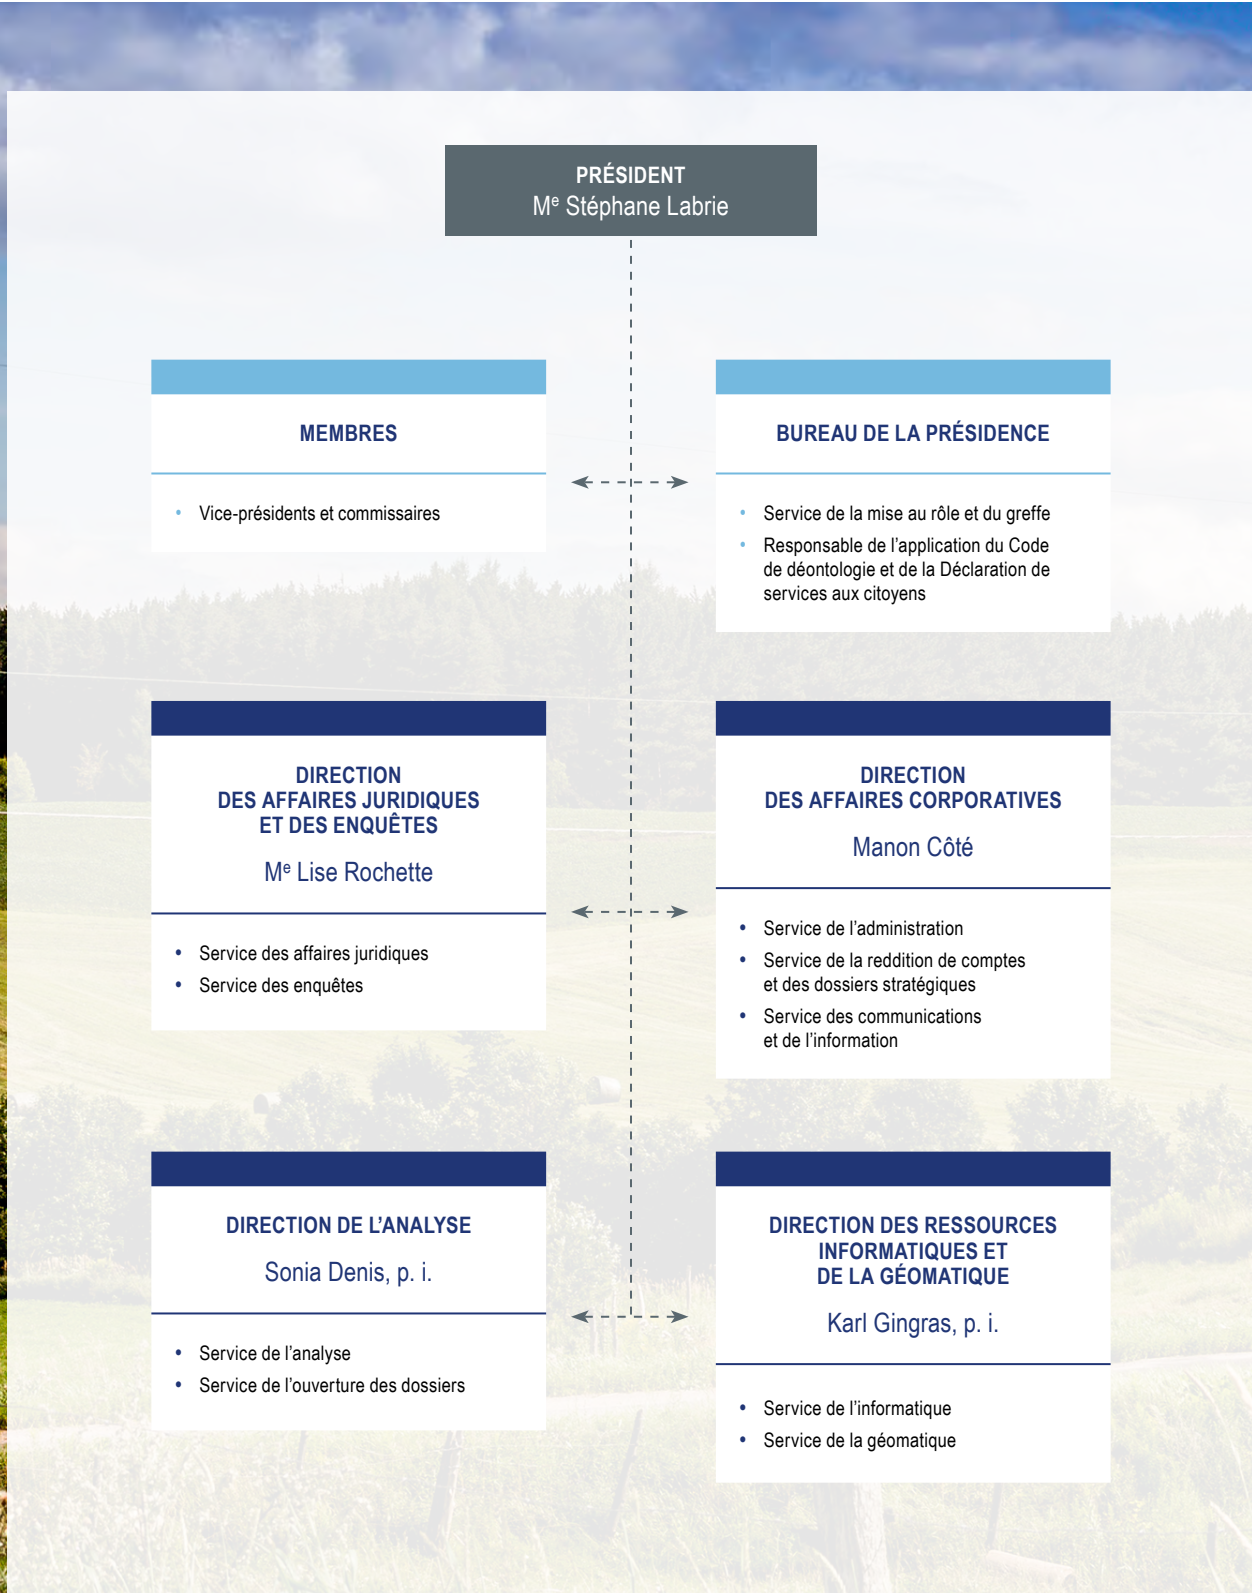 PRÉSIDENT
Mᵉ Stéphane Labrie
MEMBRES
• Vice-présidents et commissaires
BUREAU DE LA PRÉSIDENCE
• Service de la mise au rôle et du greffe
• Responsable de l’application du Code
de déontologie et de la Déclaration de
services aux citoyens
DIRECTION
DES AFFAIRES JURIDIQUES
ET DES ENQUÊTES
Mᵉ Lise Rochette
• Service des affaires juridiques
• Service des enquêtes
DIRECTION
DES AFFAIRES CORPORATIVES
Manon Côté
• Service de l’administration
• Service de la reddition de comptes
et des dossiers stratégiques
• Service des communications
et de l’information
DIRECTION DE L’ANALYSE
Sonia Denis, p. i.
• Service de l’analyse
• Service de l’ouverture des dossiers
DIRECTION DES RESSOURCES
INFORMATIQUES ET
DE LA GÉOMATIQUE
Karl Gingras, p. i.
• Service de l’informatique
• Service de la géomatique